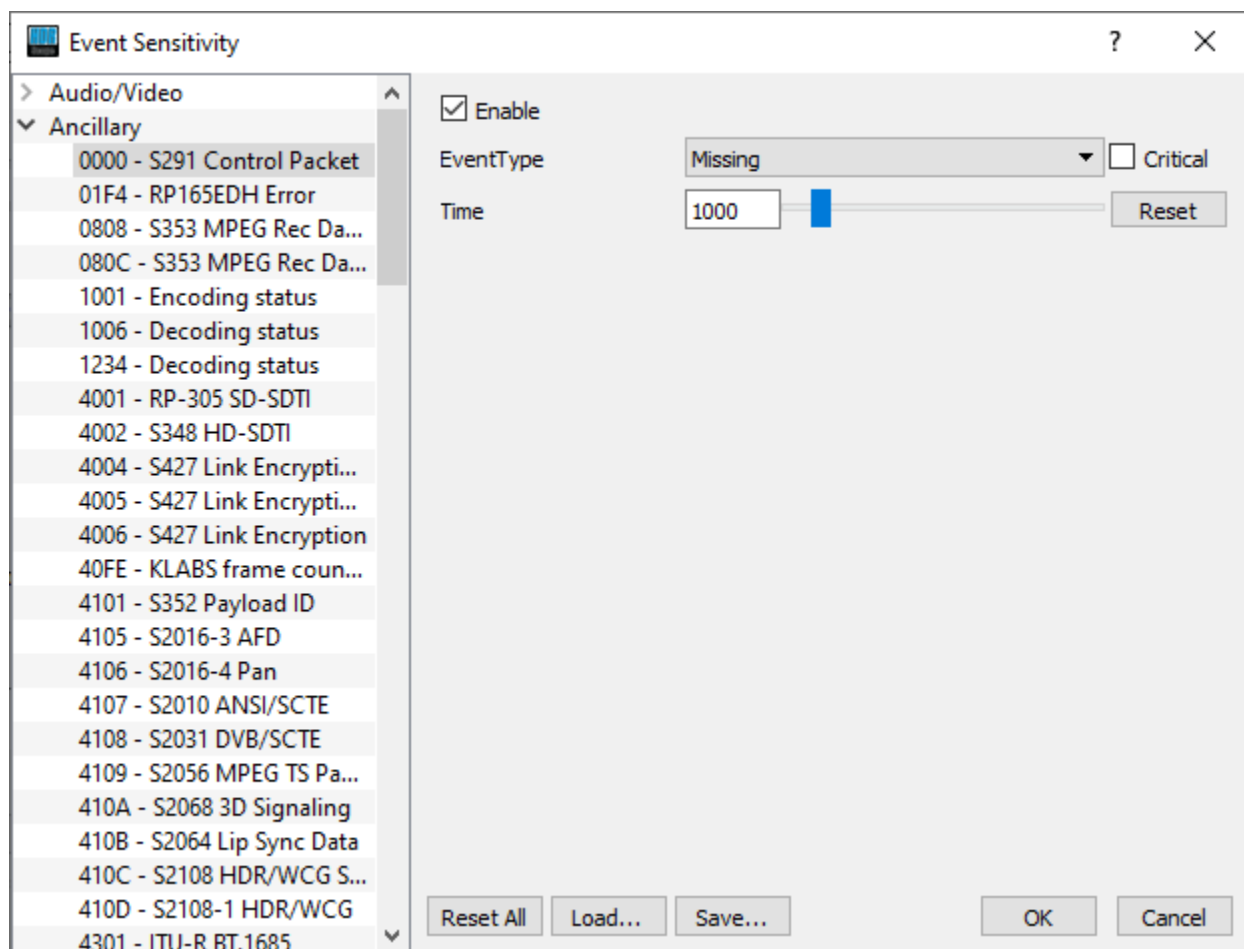 Event Sensitivity ?
Audio/Video
Ancillary
0000 - S291 Control Packet
01F4 - RP165EDH Error
0808 - S353 MPEG Rec Da...
080C - S353 MPEG Rec Da...
1001 - Encoding status
1006 - Decoding status
1234 - Decoding status
4001 - RP-305 SD-SDTI
4002 - S348 HD-SDTI
4004 - S427 Link Encrypti...
4005 - S427 Link Encrypti...
4006 - S427 Link Encryption
40FE - KLABS frame coun...
4101 - S352 Payload ID
4105 - S2016-3 AFD
4106 - S2016-4 Pan
4107 - S2010 ANSI/SCTE
4108 - S2031 DVB/SCTE
4109 - S2056 MPEG TS Pa...
410A - S2068 3D Signaling
410B - S2064 Lip Sync Data
410C - S2108 HDR/WCG S...
410D - S2108-1 HDR/WCG
4301 - ITU-R BT.1685
Enable
EventType Missing Critical
Time 1000 Reset
Reset All Load... Save... OK Cancel